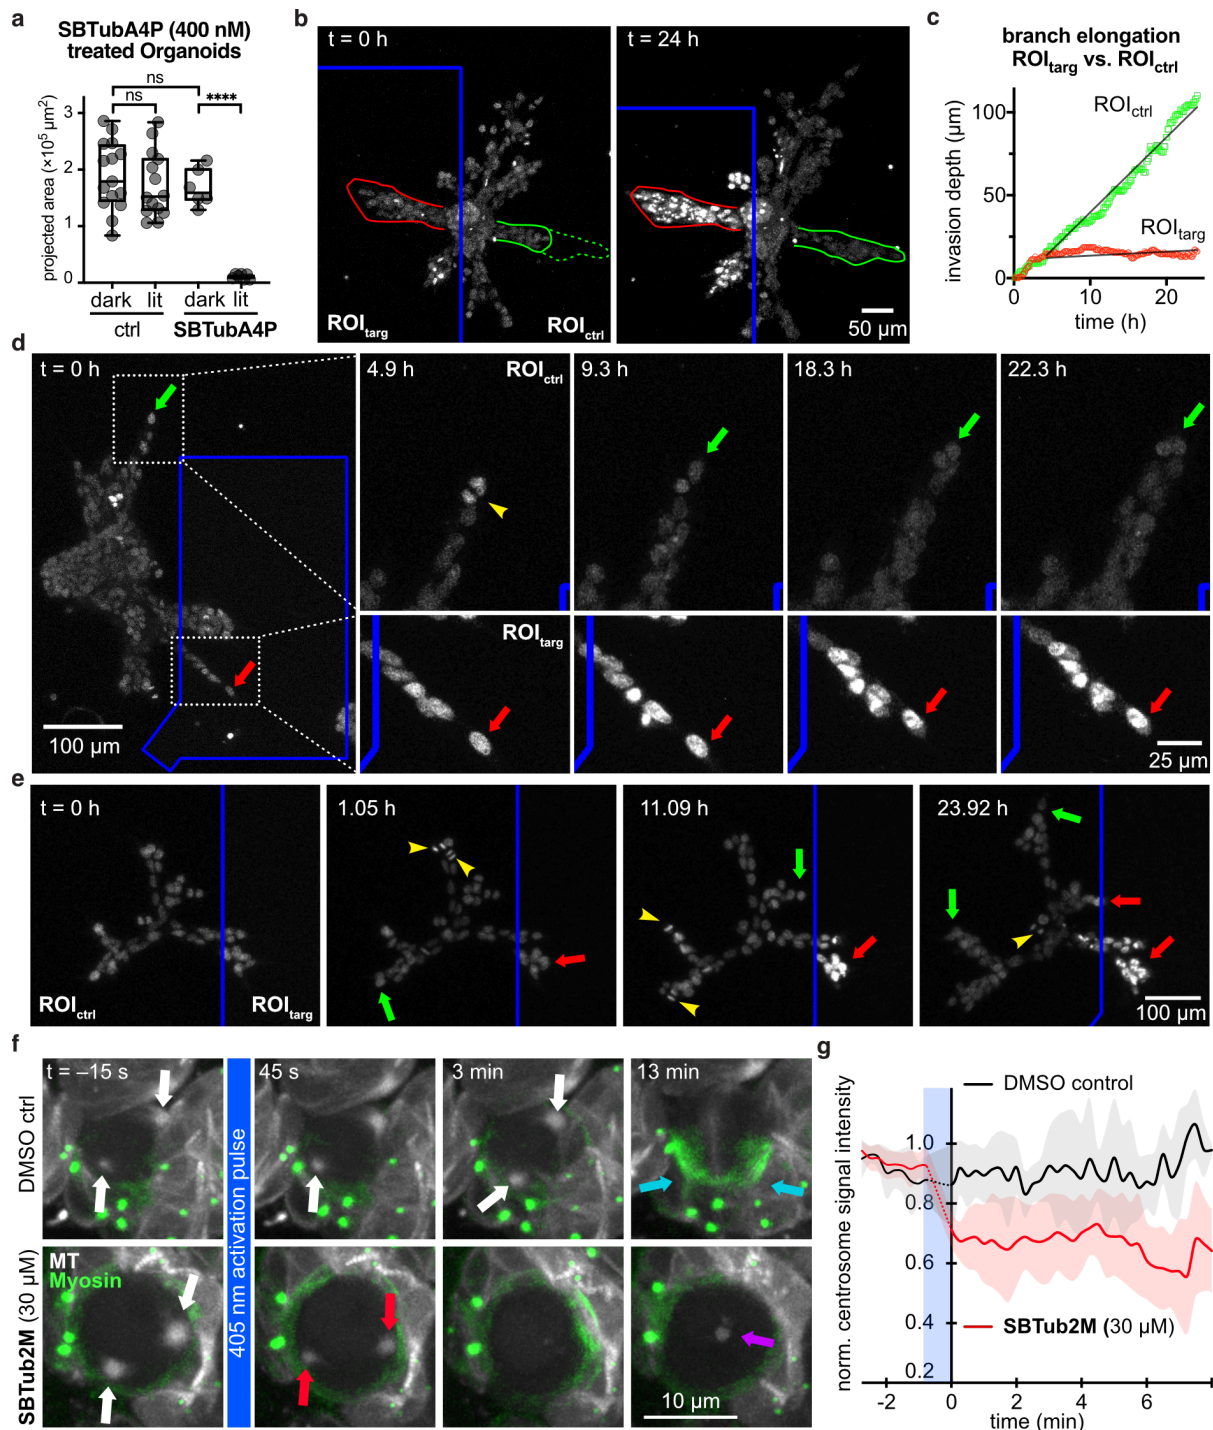 a
SBTubA4P (400 nM)
treated Organoids
ns
ns
****
projected area (×10⁵ µm²)
3
2
1
0
dark lit dark lit
ctrl SBTubA4P
b
t = 0 h
ROItarg
ROIctrl
t = 24 h
50 µm
c
branch elongation
ROItarg vs. ROIctrl
invasion depth (µm)
100
50
0
ROIctrl
ROItarg
0 10 20
time (h)
d
t = 0 h
100 µm
4.9 h
ROIctrl
9.3 h
18.3 h
22.3 h
ROItarg
25 µm
e
t = 0 h
ROIctrl
ROItarg
1.05 h
11.09 h
23.92 h
100 µm
f
DMSO ctrl
t = –15 s
45 s
3 min
13 min
405 nm activation pulse
SBTub2M (30 µM)
MT
Myosin
10 µm
g
norm. centrosome signal intensity
DMSO control
1.0
0.8
0.6
0.4
0.2
SBTub2M (30 µM)
-2 0 2 4 6
time (min)